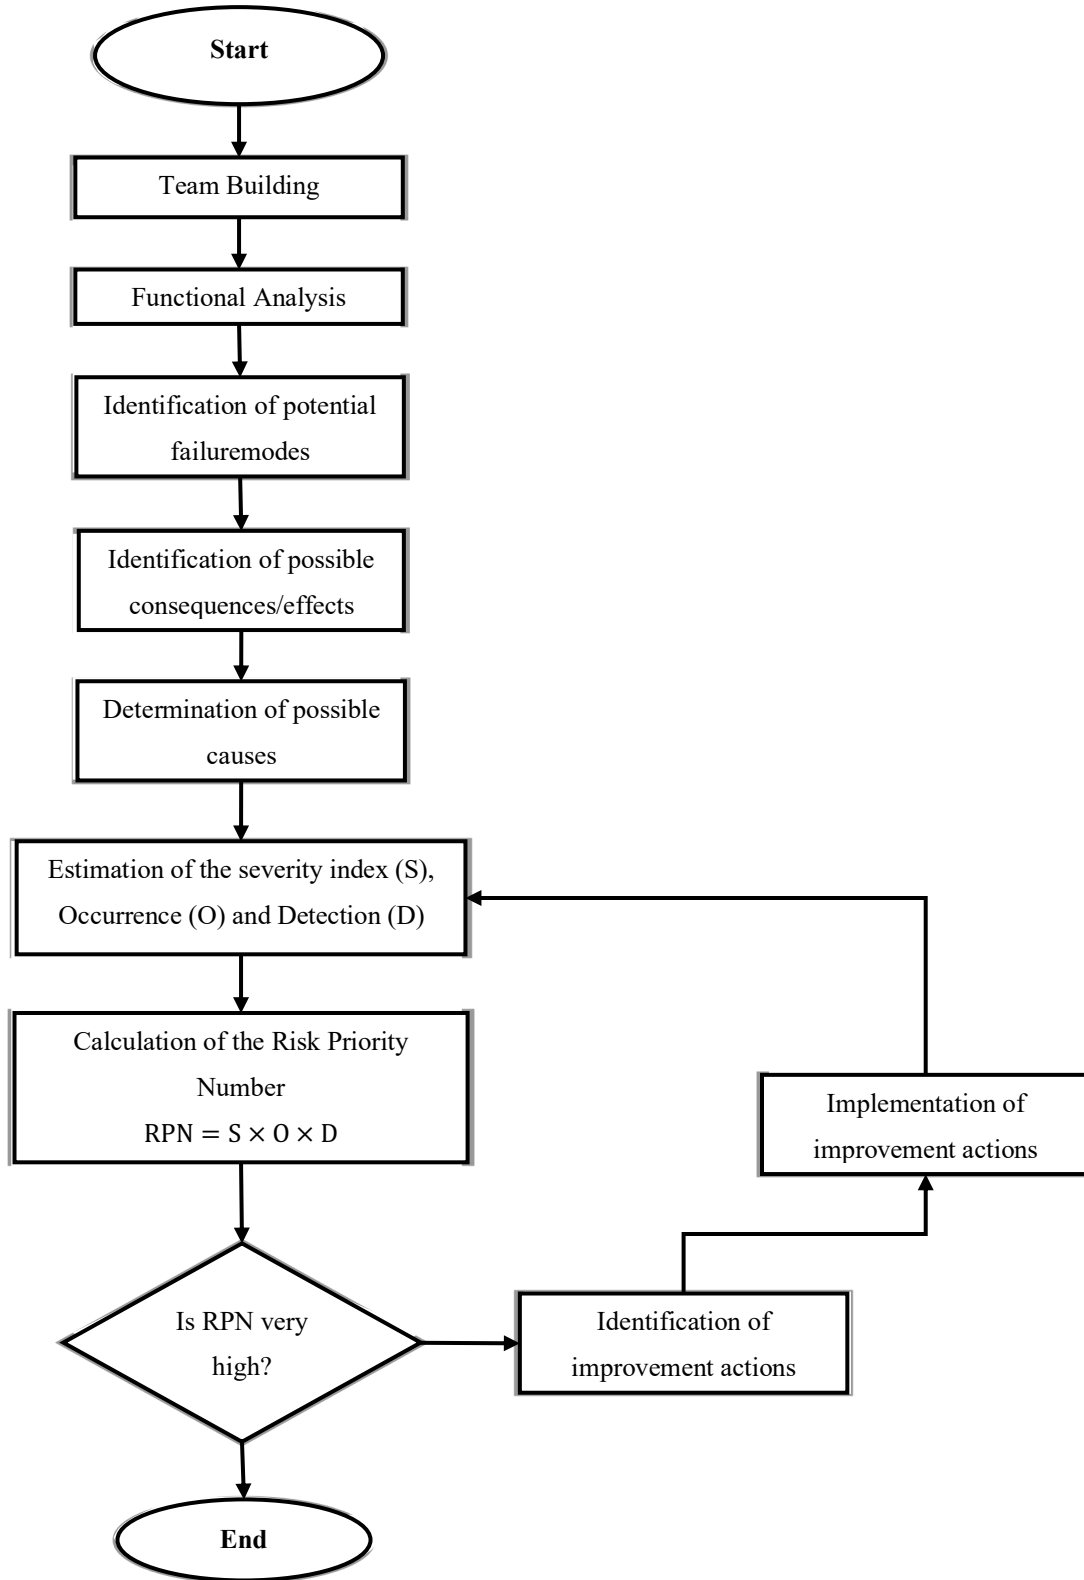 Start
Team Building
Functional Analysis
Identification of potential
failuremodes
Identification of possible
consequences/effects
Determination of possible
causes
Estimation of the severity index (S),
Occurrence (O) and Detection (D)
Calculation of the Risk Priority
Number
RPN = S × O × D
Implementation of
improvement actions
Is RPN very
high?
Identification of
improvement actions
End